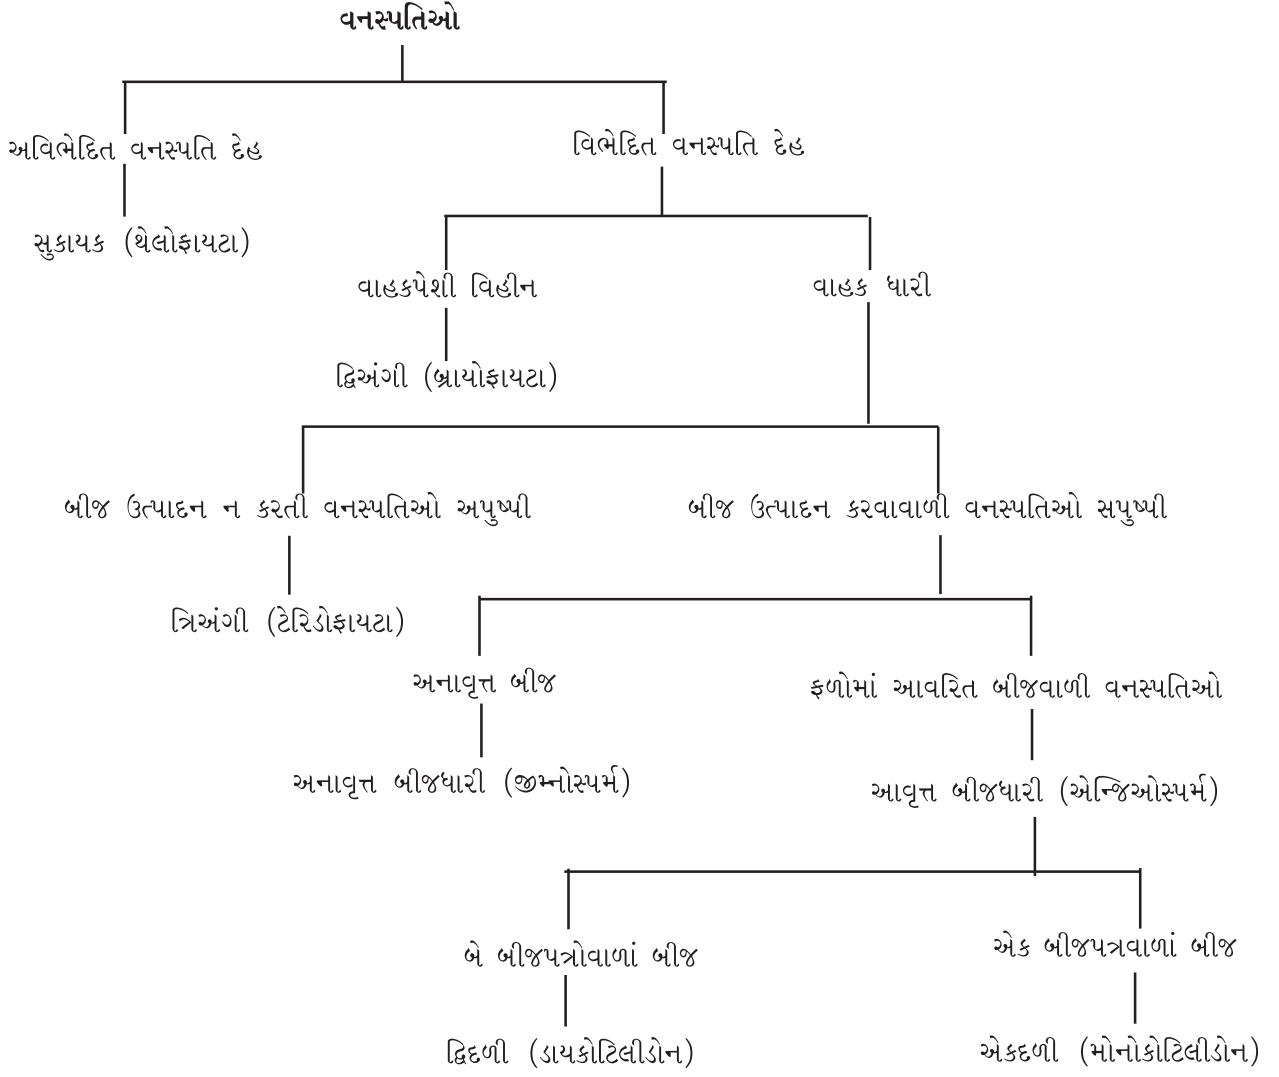 વનસ્પતિઓ
અવિભેદિત વનસ્પતિ દેહ
વિભેદિત વનસ્પતિ દેહ
સુકાયક (થેલોફાયટા)
વાહકપેશી વિહીન
વાહક ધારી
દ્વિઅંગી (બ્રાયોફાયટા)
બીજ ઉત્પાદન ન કરતી વનસ્પતિઓ અપુષ્પી
બીજ ઉત્પાદન કરવાવાળી વનસ્પતિઓ સપુષ્પી
ત્રિઅંગી (ટેરિડોફાયટા)
અનાવૃત્ત બીજ
ફળોમાં આવરિત બીજવાળી વનસ્પતિઓ
અનાવૃત્ત બીજધારી (જીમ્નોસ્પર્મ)
આવૃત્ત બીજધારી (એન્જિઓસ્પર્મ)
બે બીજપત્રોવાળાં બીજ
એક બીજપત્રવાળાં બીજ
દ્વિદળી (ડાયકોટિલીડોન)
એકદળી (મોનોકોટિલીડોન)